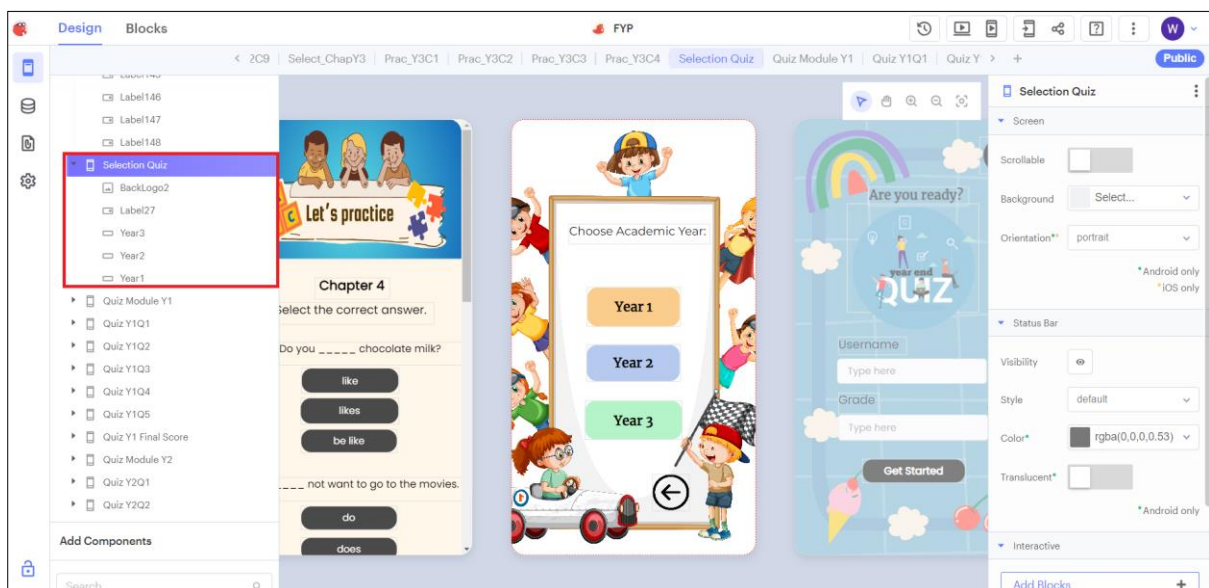 Design Blocks
FYP
?
W
2C9 Select_ChapY3 Prac_Y3C1 Prac_Y3C2 Prac_Y3C3 Prac_Y3C4 Selection Quiz Quiz Module Y1 Quiz Y1Q1 Quiz Y
Public
Label145
Label146
Label147
Label148
Selection Quiz
BackLogo2
Label27
Year3
Year2
Year1
Quiz Module Y1
Quiz Y1Q1
Quiz Y1Q2
Quiz Y1Q3
Quiz Y1Q4
Quiz Y1Q5
Quiz Y1 Final Score
Quiz Module Y2
Quiz Y2Q1
Quiz Y2Q2
Add Components
Search...
C
Let's practice
Chapter 4
Select the correct answer.
Do you _____ chocolate milk?
like
likes
be like
____ not want to go to the movies.
do
does
Choose Academic Year:
Year 1
Year 2
Year 3
Are you ready?
year end
QUIZ
Username
Type here
Grade
Type here
Get Started
Selection Quiz
Screen
Scrollable
Background Select...
Orientation** portrait
*Android only
*iOS only
Status Bar
Visibility
Style default
Color* rgba(0,0,0,0.53)
Translucent*
*Android only
Interactive
Add Blocks +